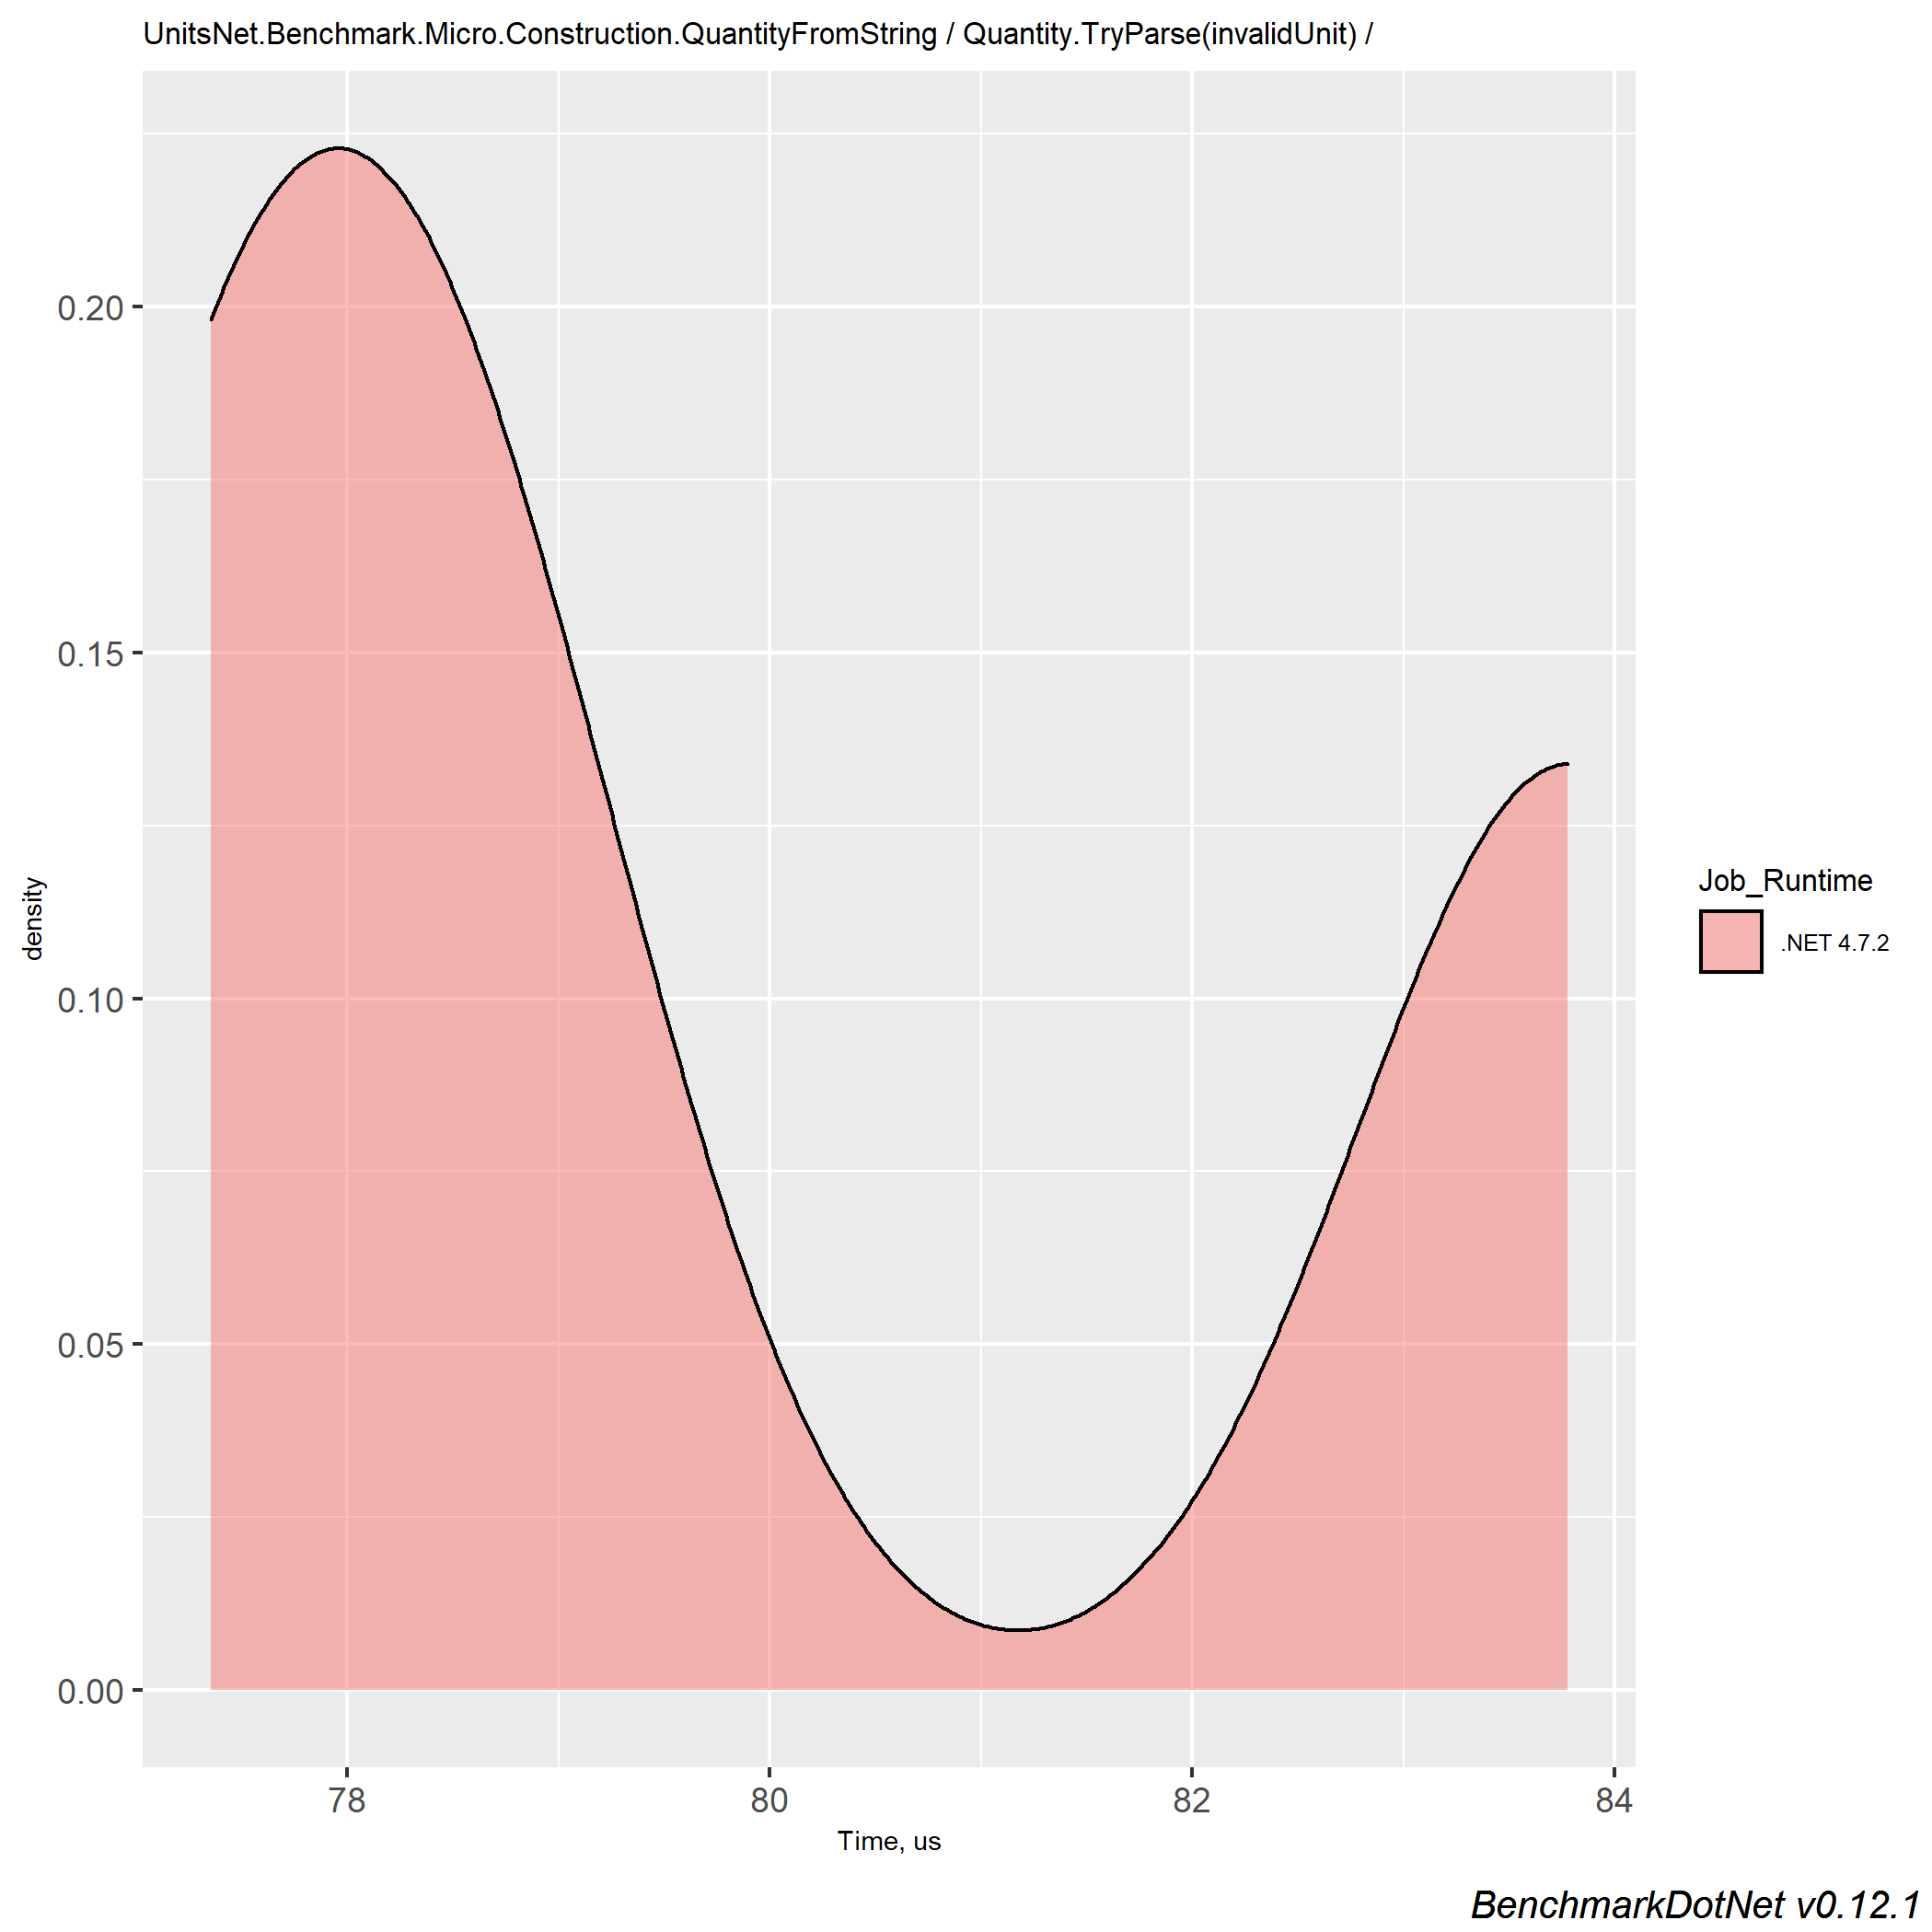 UnitsNet.Benchmark.Micro.Construction.QuantityFromString / Quantity.TryParse(invalidUnit) /
0.20
0.15
0.10
0.05
0.00
density
78
80
82
84
Time, us
Job_Runtime
.NET 4.7.2
BenchmarkDotNet v0.12.1